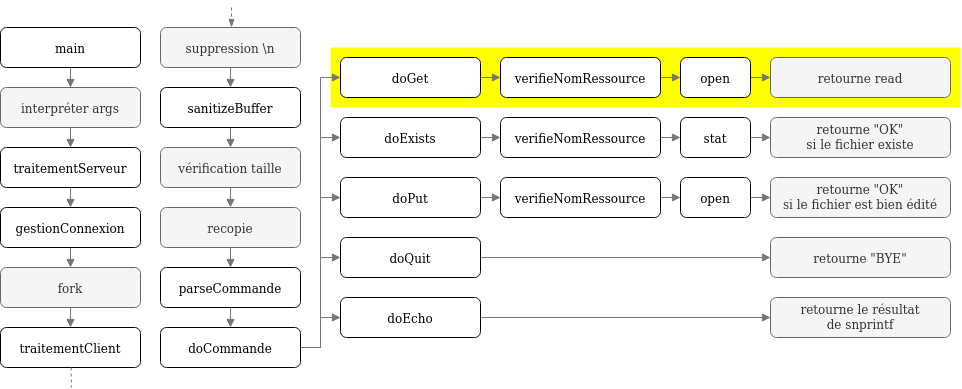 main
interpréter args
traitementServeur
gestionConnexion
fork
traitementClient
suppression \n
sanitizeBuffer
vérification taille
recopie
parseCommande
doCommande
doGet
verifieNomRessource
open
retourne read
doExists
verifieNomRessource
stat
retourne "OK"
si le fichier existe
doPut
verifieNomRessource
open
retourne "OK"
si le fichier est bien édité
doQuit
retourne "BYE"
doEcho
retourne le résultat
de snprintf